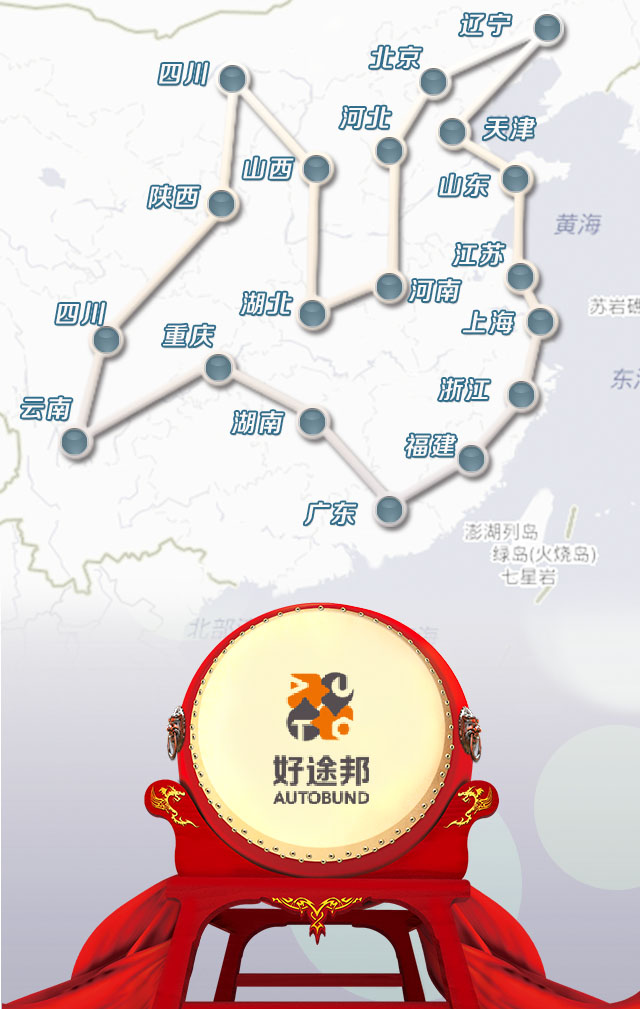 辽宁
北京
四川
河北
天津
山西
山东
陕西
黄海
江苏
河南
湖北
苏岩礁
四川
上海
重庆
东
浙江
云南
湖南
福建
广东
澎湖列岛
绿岛(火烧岛)
七星岩
北部
海
AUTO
好途邦
AUTOBUND